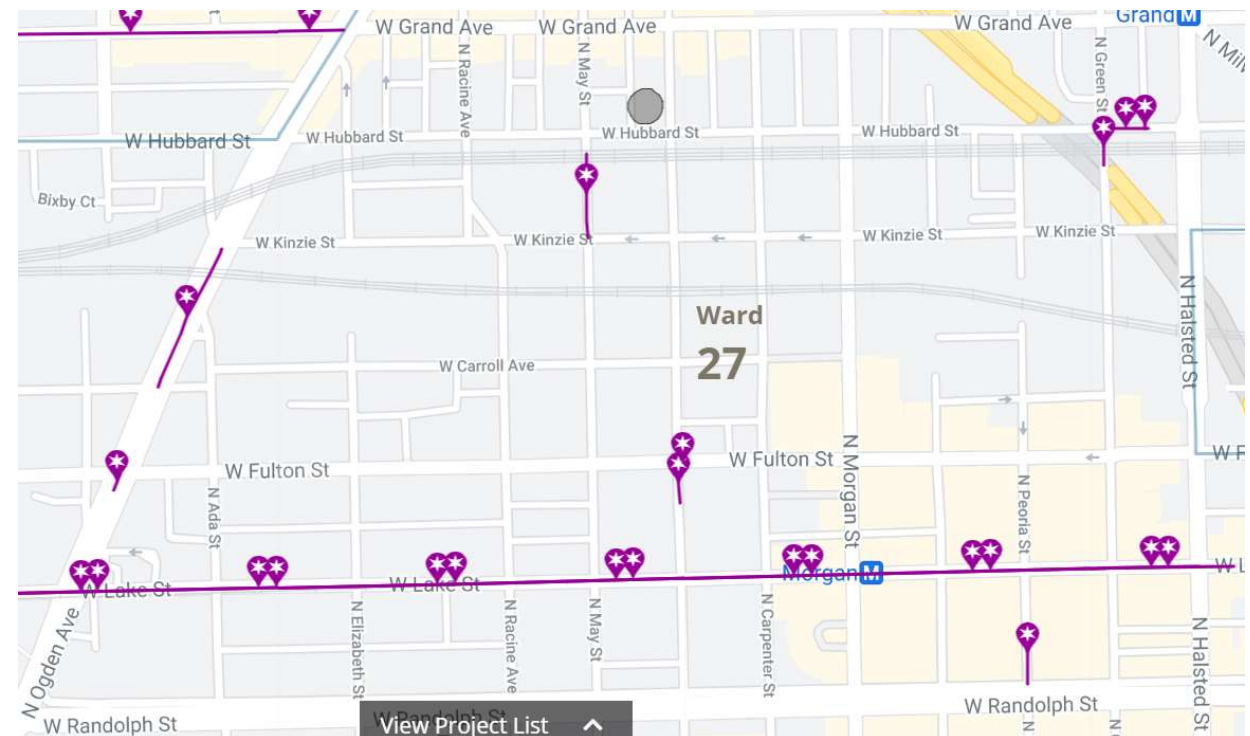 Grand M
W Grand Ave
W Grand Ave
W Grand Ave
N Racine Ave
N May St
N Green St
W Hubbard St
W Hubbard St
W Hubbard St
W Hubbard St
Bixby Ct
W Kinzie St
W Kinzie St
W Kinzie St
W Kinzie St
N Halsted St
Ward
27
W Carroll Ave
W Fulton St
W Fulton St
N Ada St
N Morgan St
N Peoria St
W Lake St
W Lake St
Morgan M
N Ogden Ave
N Elizabeth St
N Racine Ave
N May St
N Carpenter St
N Halsted St
W Randolph St
W Randolph St
View Project List